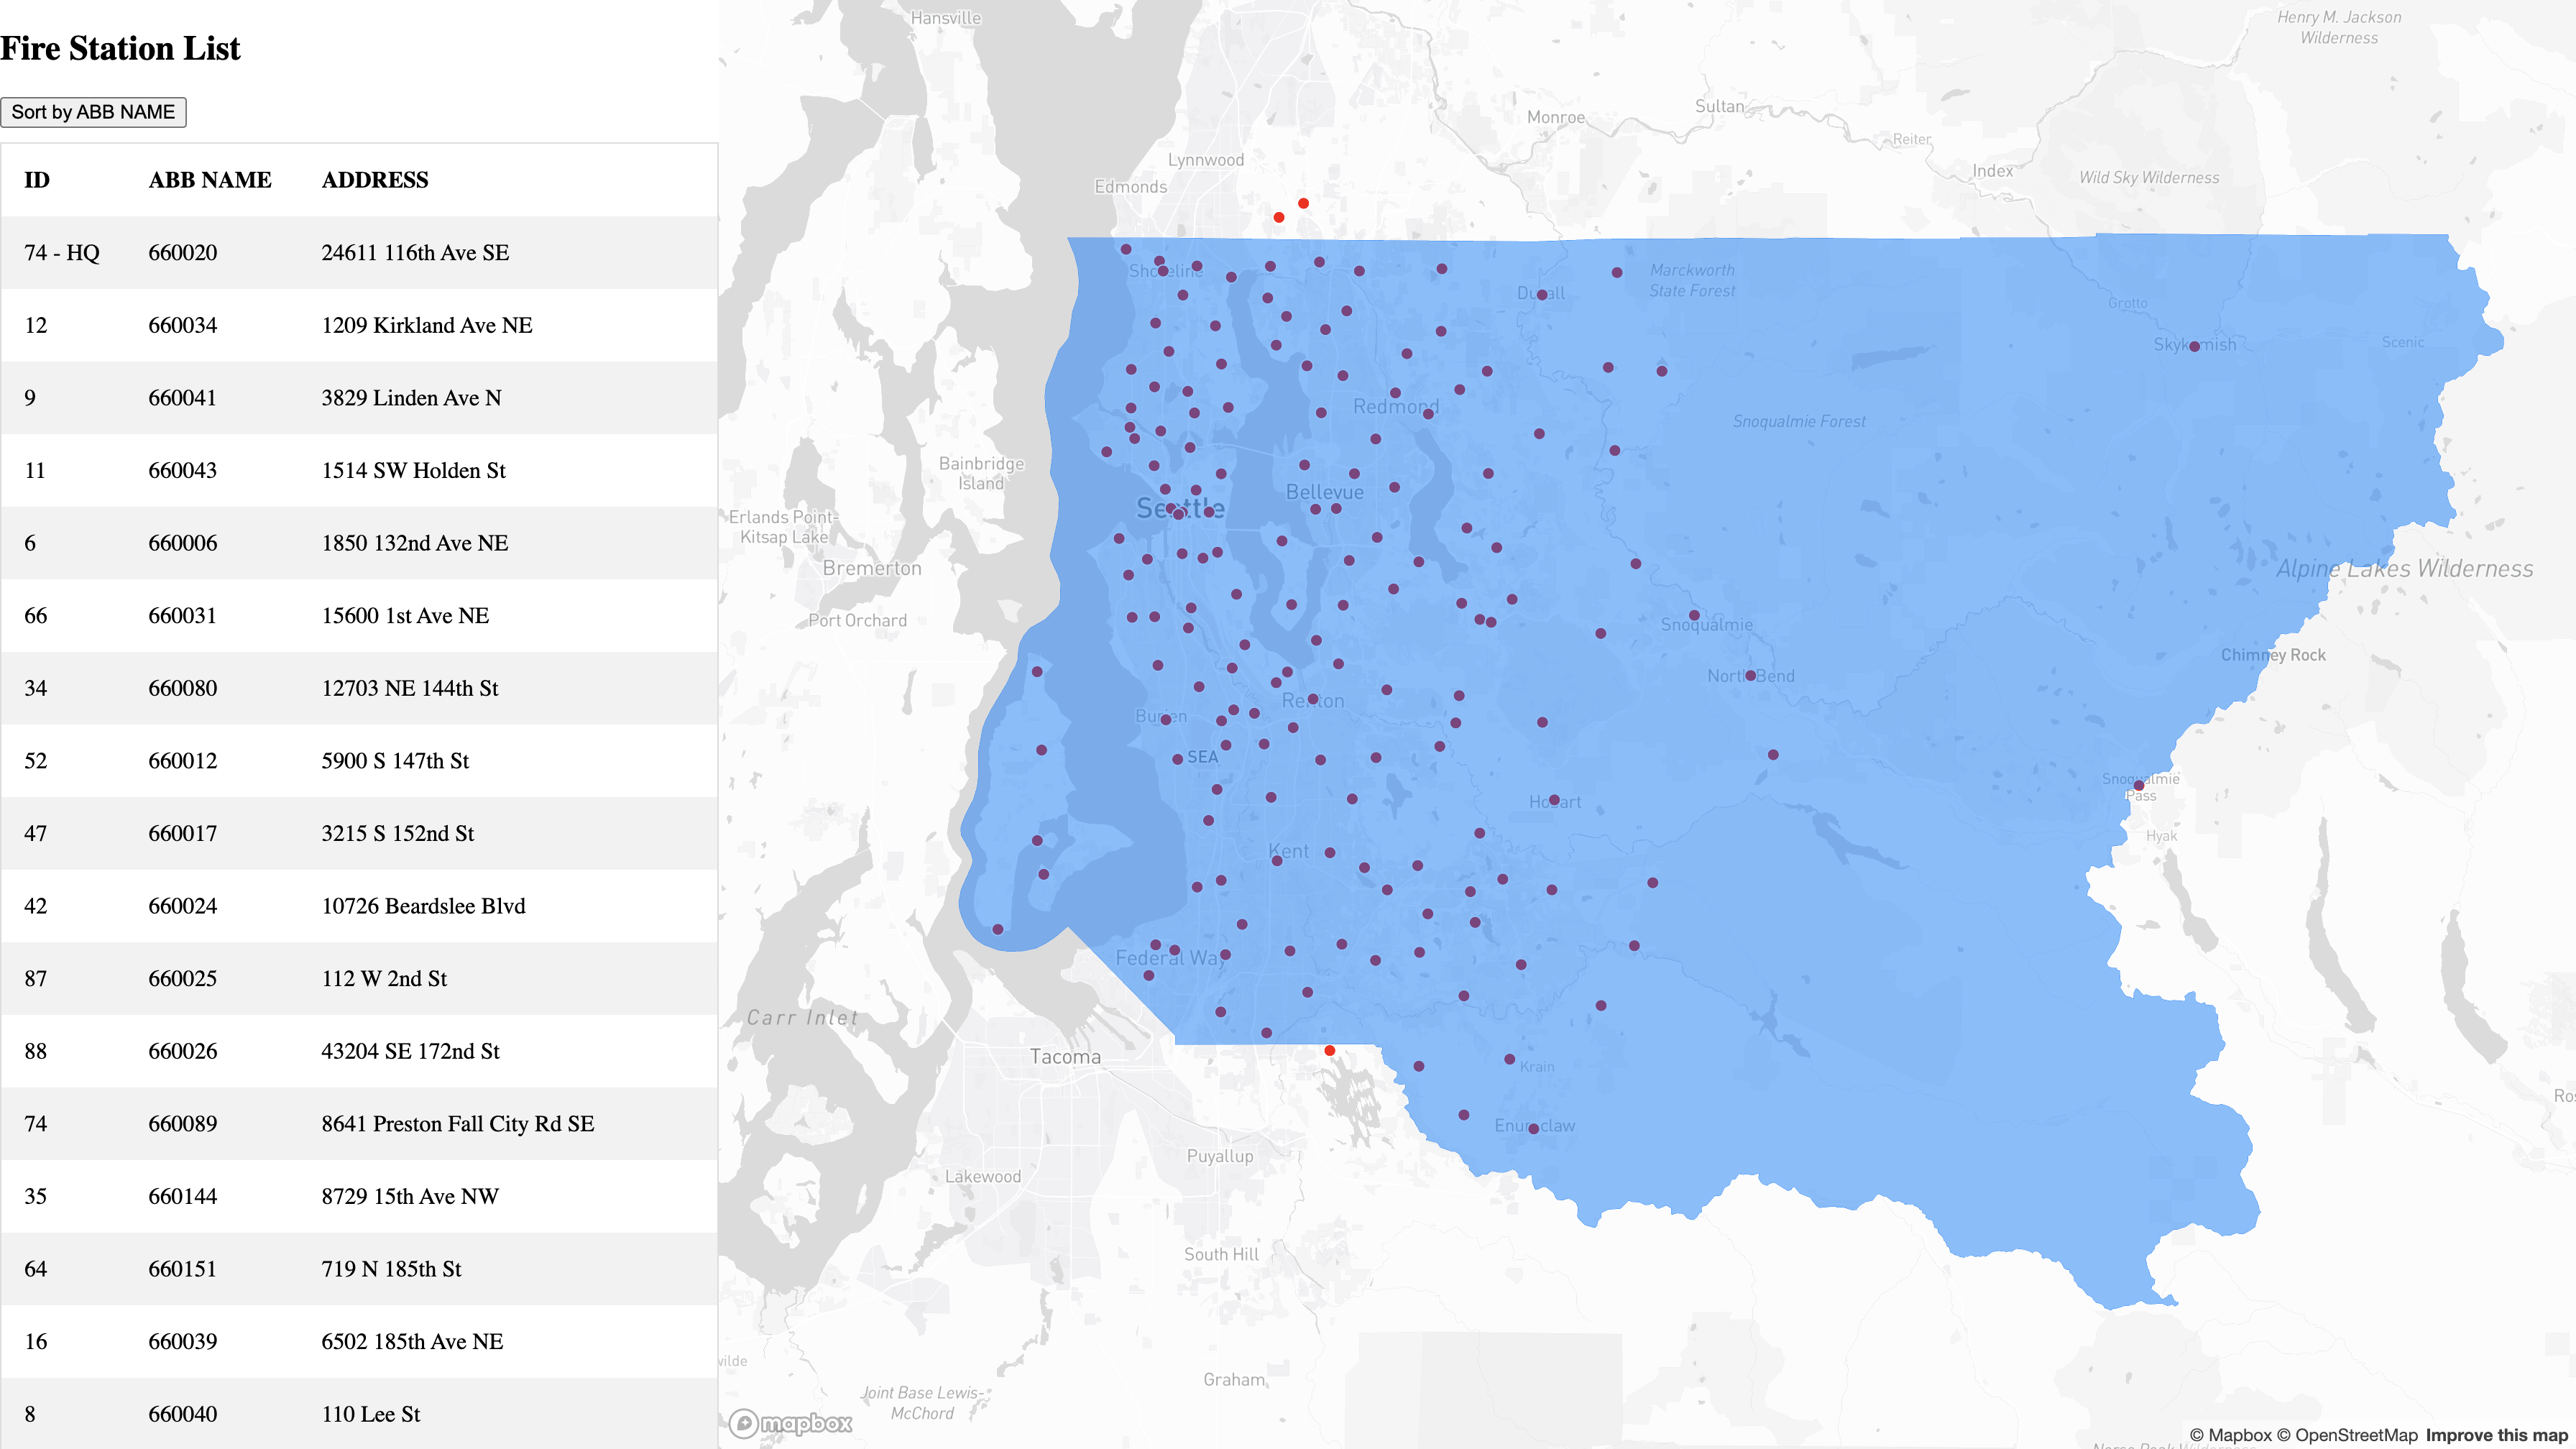 Fire Station List
Sort by ABB NAME
ID ABB NAME ADDRESS
74 - HQ 660020 24611 116th Ave SE
12 660034 1209 Kirkland Ave NE
9 660041 3829 Linden Ave N
11 660043 1514 SW Holden St
6 660006 1850 132nd Ave NE
66 660031 15600 1st Ave NE
34 660080 12703 NE 144th St
52 660012 5900 S 147th St
47 660017 3215 S 152nd St
42 660024 10726 Beardslee Blvd
87 660025 112 W 2nd St
88 660026 43204 SE 172nd St
74 660089 8641 Preston Fall City Rd SE
35 660144 8729 15th Ave NW
64 660151 719 N 185th St
16 660039 6502 185th Ave NE
8 660040 110 Lee St
Hansville
Henry M. Jackson
Wilderness
Monroe
Sultan
Reiter
Lynnwood
Edmonds
Index
Wild Sky Wilderness
Shoreline
Duvall
Marckworth
State Forest
Grotto
Skykomish
Scenic
Redmond
Snoqualmie Forest
Bainbridge
Island
Bellevue
Seattle
Erlands Point-
Kitsap Lake
Bremerton
Alpine Lakes Wilderness
Port Orchard
Snoqualmie
Chimney Rock
North Bend
Renton
Burien
SEA
Snoqualmie
Pass
Hobart
Hyak
Kent
Federal Way
Carr Inlet
Tacoma
Krain
Enumclaw
Puyallup
Lakewood
South Hill
Graham
Joint Base Lewis-
McChord
mapbox
© Mapbox © OpenStreetMap Improve this map